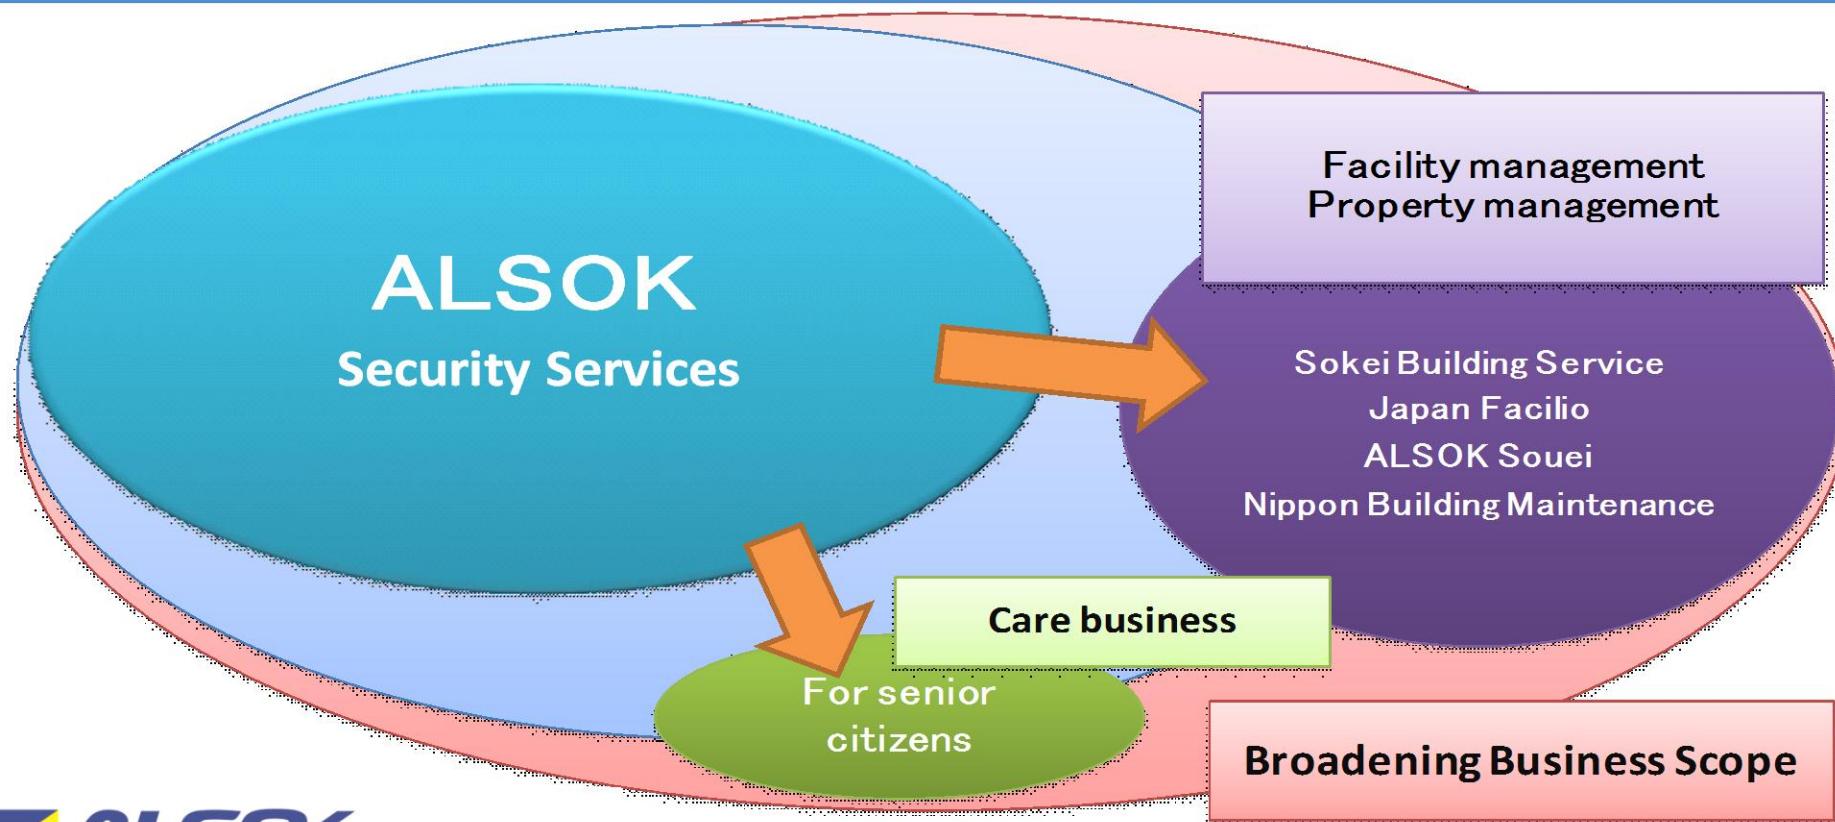 ALSOK
Security Services
Facility management
Property management
Sokei Building Service
Japan Facilio
ALSOK Souei
Nippon Building Maintenance
Care business
For senior
citizens
Broadening Business Scope
ALSOK